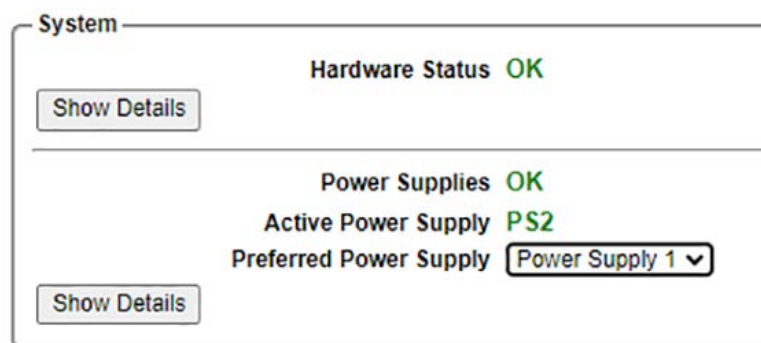 System
Hardware Status OK
Show Details
Power Supplies OK
Active Power Supply PS2
Preferred Power Supply Power Supply 1
Show Details